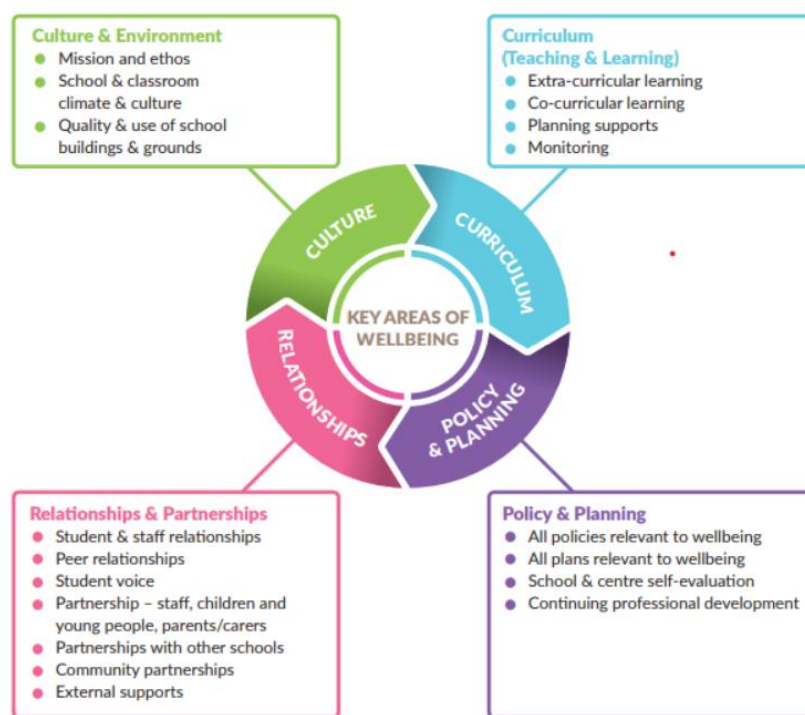 Culture & Environment
Mission and ethos
School & classroom
climate & culture
Quality & use of school
buildings & grounds
Curriculum
(Teaching & Learning)
Extra-curricular learning
Co-curricular learning
Planning supports
Monitoring
CULTURE
CURRICULUM
KEY AREAS OF
WELLBEING
RELATIONSHIPS
POLICY
& PLANNING
Relationships & Partnerships
Student & staff relationships
Peer relationships
Student voice
Partnership – staff, children and
young people, parents/carers
Partnerships with other schools
Community partnerships
External supports
Policy & Planning
All policies relevant to wellbeing
All plans relevant to wellbeing
School & centre self-evaluation
Continuing professional development